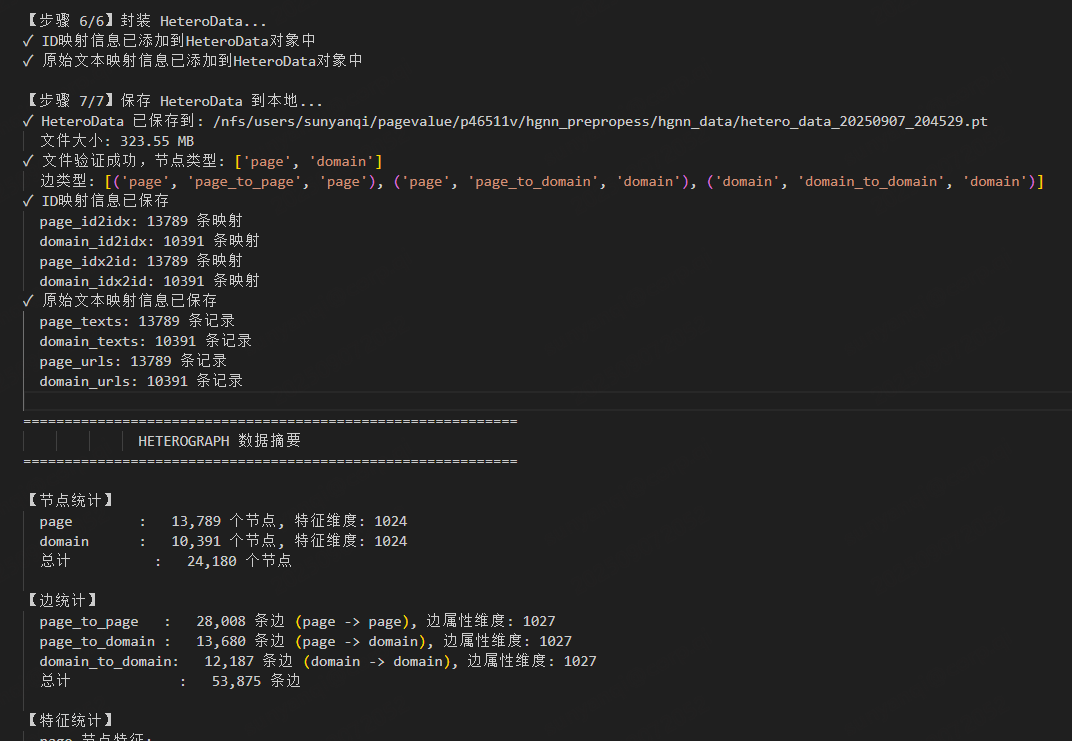 【步骤 6/6】封装 HeteroData...
✓ ID映射信息已添加到HeteroData对象中
✓ 原始文本映射信息已添加到HeteroData对象中
【步骤 7/7】保存 HeteroData 到本地...
✓ HeteroData 已保存到: /nfs/users/sunyanqi/pagevalue/p46511v/hgnn_prepropess/hgnn_data/hetero_data_20250907_204529.pt
文件大小: 323.55 MB
✓ 文件验证成功，节点类型: ['page', 'domain']
边类型: [('page', 'page_to_page', 'page'), ('page', 'page_to_domain', 'domain'), ('domain', 'domain_to_domain', 'domain')]
✓ ID映射信息已保存
page_id2idx: 13789 条映射
domain_id2idx: 10391 条映射
page_idx2id: 13789 条映射
domain_idx2id: 10391 条映射
✓ 原始文本映射信息已保存
page_texts: 13789 条记录
domain_texts: 10391 条记录
page_urls: 13789 条记录
domain_urls: 10391 条记录
============================================================
HETEROGRAPH 数据摘要
============================================================
【节点统计】
page : 13,789 个节点, 特征维度: 1024
domain : 10,391 个节点, 特征维度: 1024
总计 : 24,180 个节点
【边统计】
page_to_page : 28,008 条边 (page -> page), 边属性维度: 1027
page_to_domain : 13,680 条边 (page -> domain), 边属性维度: 1027
domain_to_domain: 12,187 条边 (domain -> domain), 边属性维度: 1027
总计 : 53,875 条边
【特征统计】
page 节点特征: